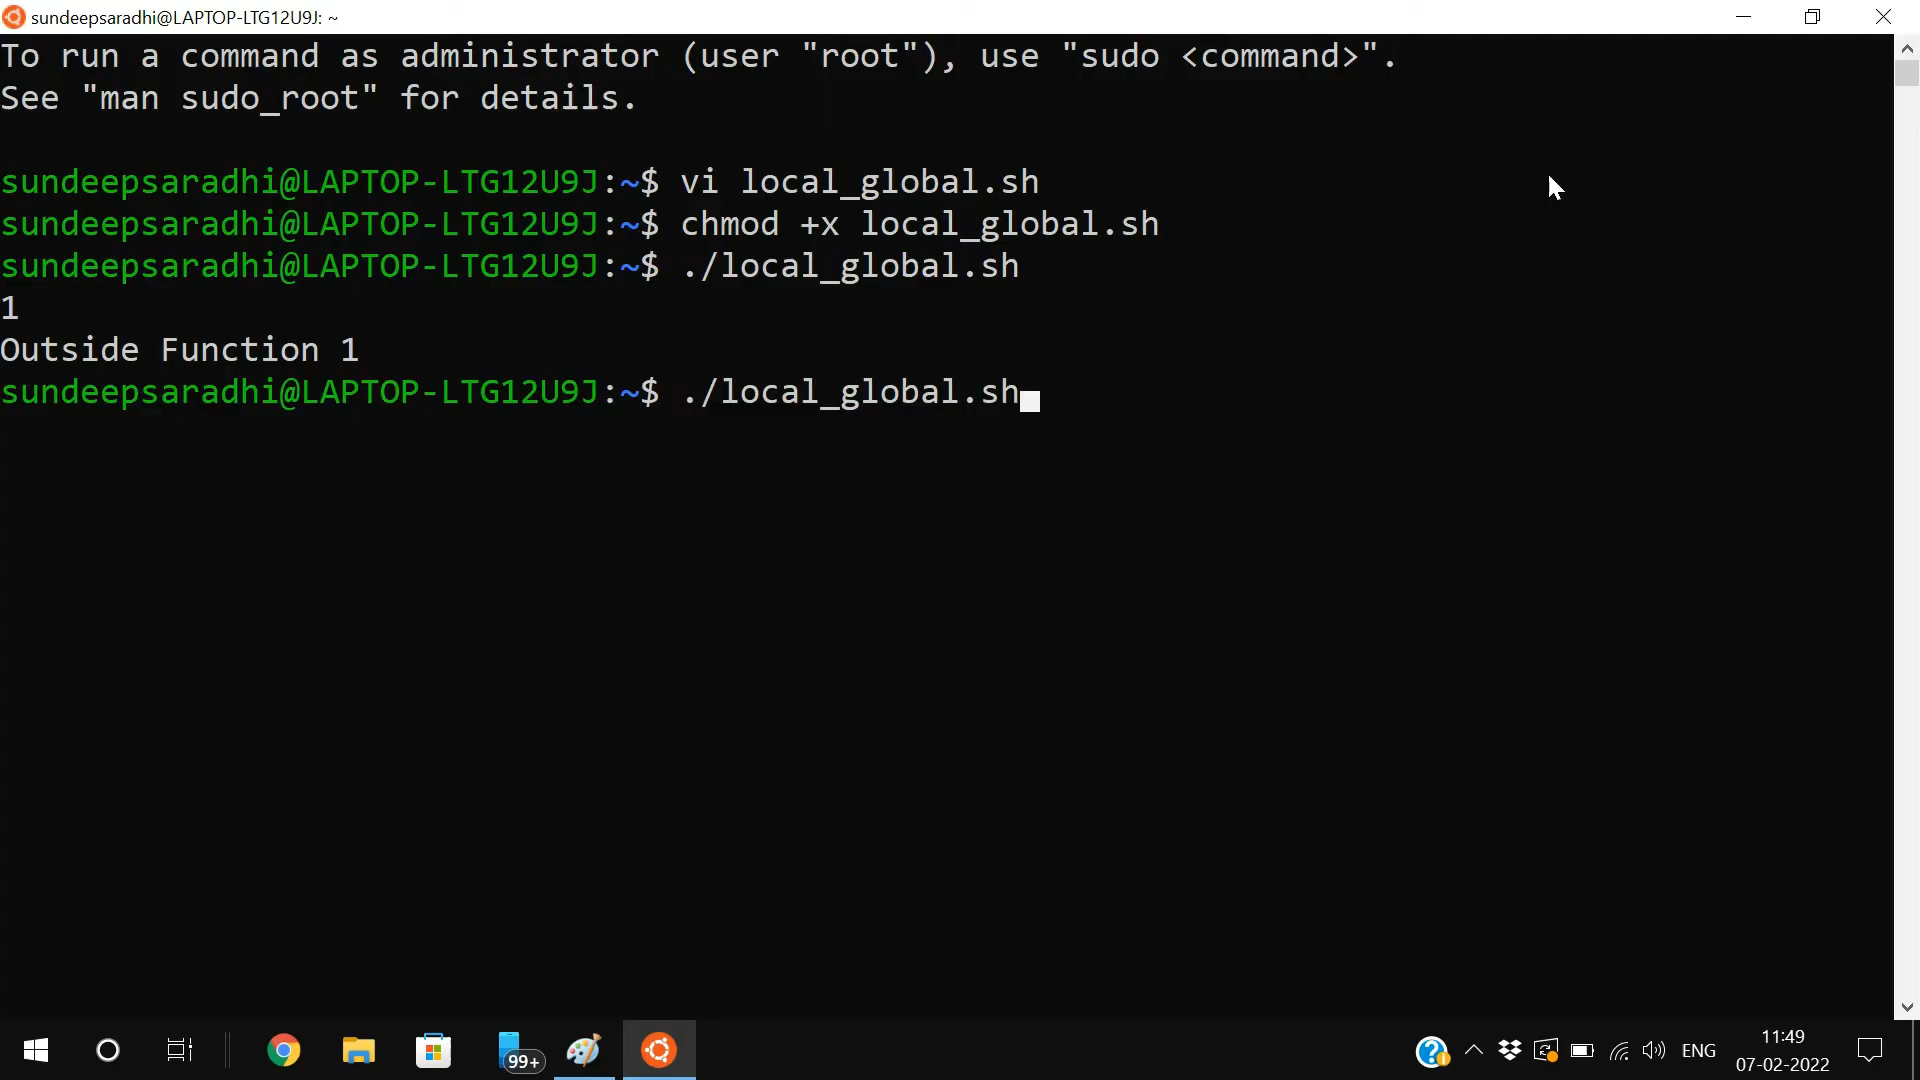 sundeepsaradhi@LAPTOP-LTG12U9J: ~
To run a command as administrator (user "root"), use "sudo <command>".
See "man sudo_root" for details.
sundeepsaradhi@LAPTOP-LTG12U9J:~$ vi local_global.sh
sundeepsaradhi@LAPTOP-LTG12U9J:~$ chmod +x local_global.sh
sundeepsaradhi@LAPTOP-LTG12U9J:~$ ./local_global.sh
1
Outside Function 1
sundeepsaradhi@LAPTOP-LTG12U9J:~$ ./local_global.sh
99+
ENG
11:49
07-02-2022